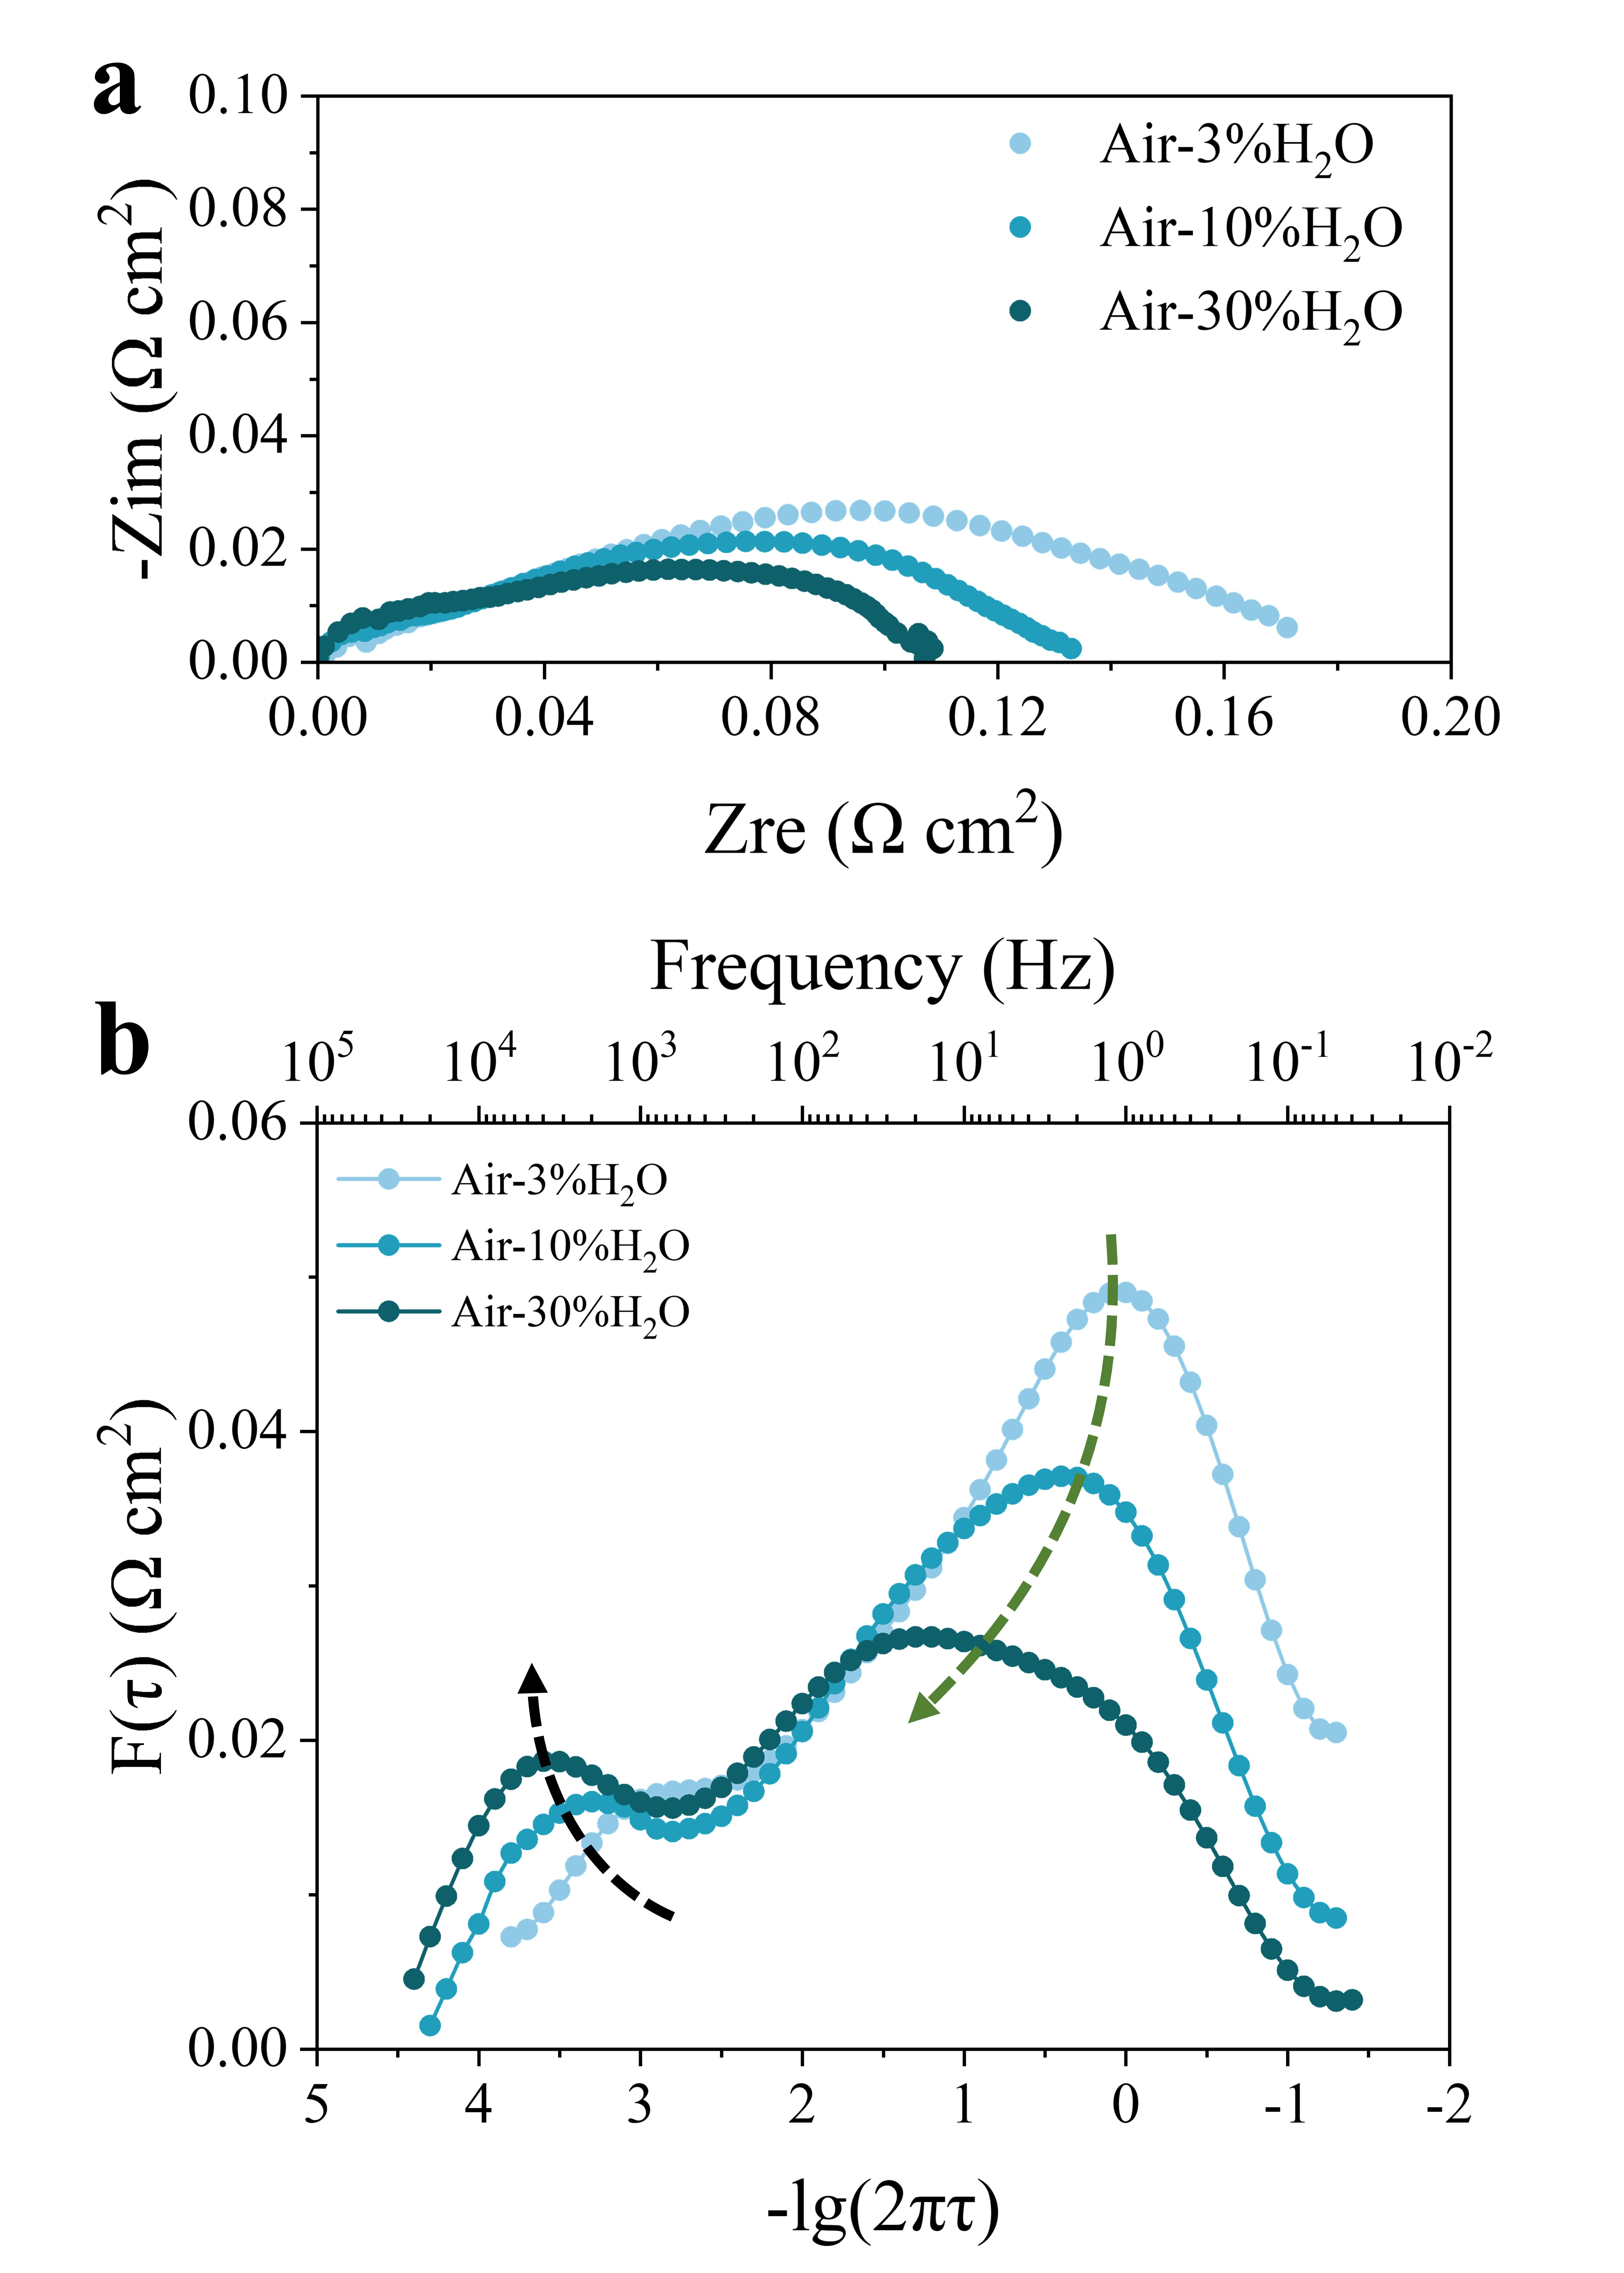 a
0.10
0.08
0.06
0.04
0.02
0.00
-Zim (Ω cm²)
Air-3%H₂O
Air-10%H₂O
Air-30%H₂O
0.00 0.04 0.08 0.12 0.16 0.20
Zre (Ω cm²)
b
Frequency (Hz)
10⁵ 10⁴ 10³ 10² 10¹ 10⁰ 10⁻¹ 10⁻²
0.06
0.04
0.02
0.00
F(τ) (Ω cm²)
Air-3%H₂O
Air-10%H₂O
Air-30%H₂O
5 4 3 2 1 0 -1 -2
-lg(2πτ)